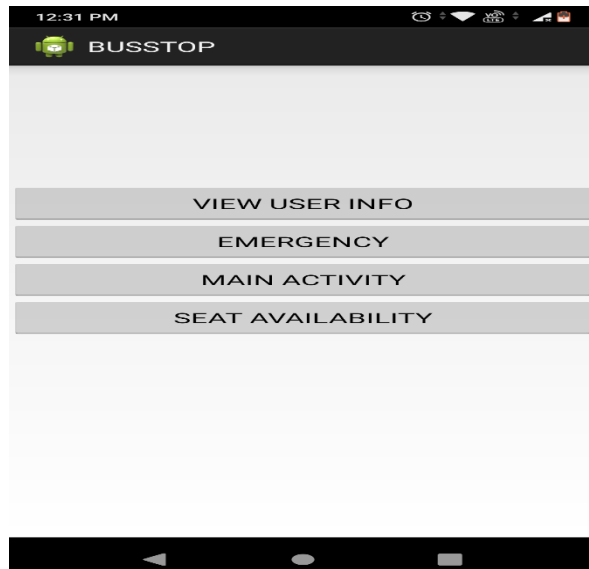 12:31 PM
BUSSTOP
VIEW USER INFO
EMERGENCY
MAIN ACTIVITY
SEAT AVAILABILITY